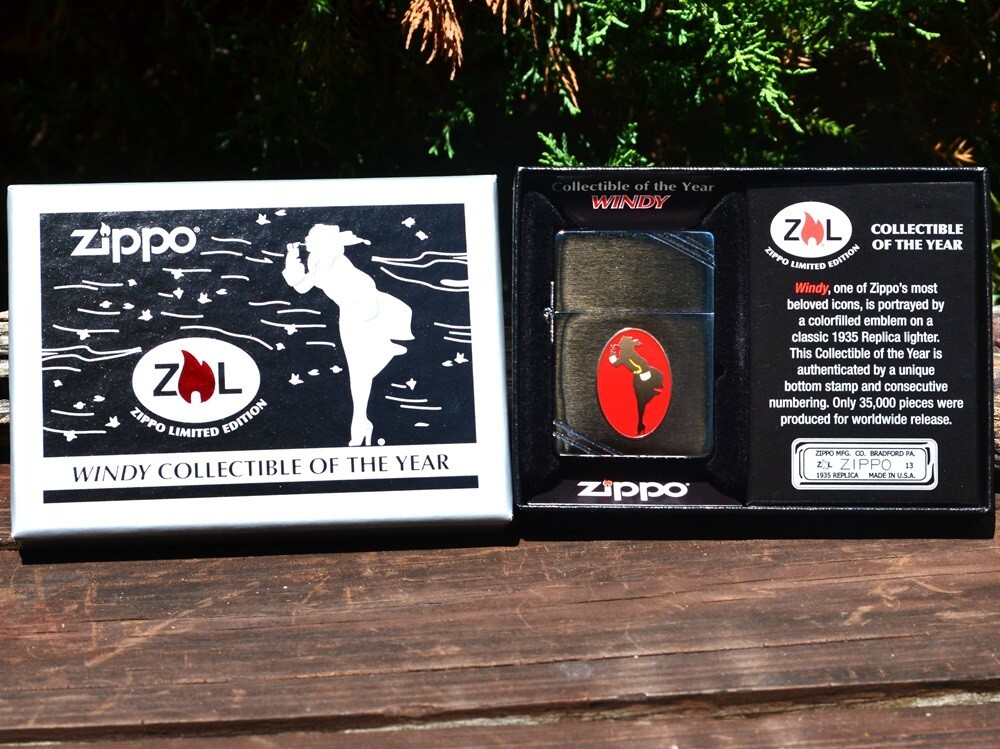 Zippo®
ZL
ZIPPO LIMITED EDITION
WINDY COLLECTIBLE OF THE YEAR
Collectible of the Year
WINDY
Zippo®
ZL
ZIPPO LIMITED EDITION
COLLECTIBLE
OF THE YEAR
Windy, one of Zippo's most
beloved icons, is portrayed by
a colorfilled emblem on a
classic 1935 Replica lighter.
This Collectible of the Year is
authenticated by a unique
bottom stamp and consecutive
numbering. Only 35,000 pieces were
produced for worldwide release.
ZIPPO MFG. CO. BRADFORD PA.
ZL ZIPPO 13
1935 REPLICA MADE IN U.S.A.